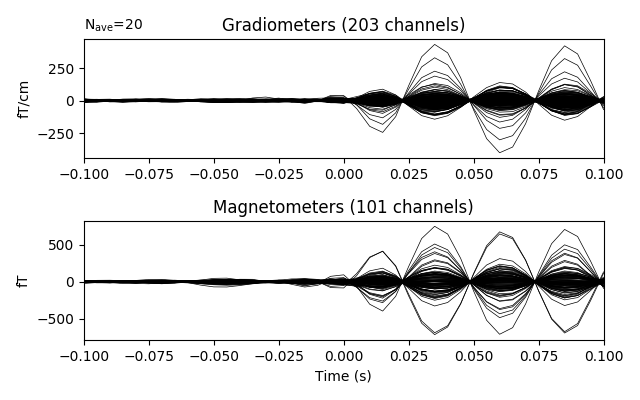 N_ave=20
Gradiometers (203 channels)
fT/cm
250
0
−250
−0.100 −0.075 −0.050 −0.025 0.000 0.025 0.050 0.075 0.100
Magnetometers (101 channels)
fT
500
0
−500
−0.100 −0.075 −0.050 −0.025 0.000 0.025 0.050 0.075 0.100
Time (s)